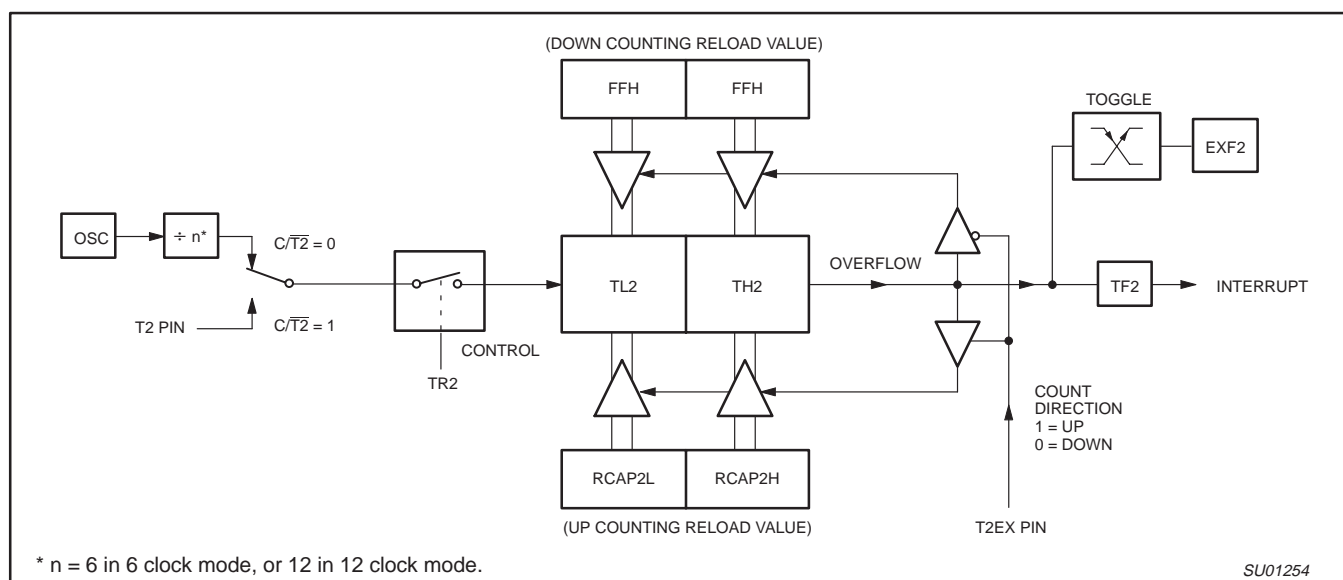 (DOWN COUNTING RELOAD VALUE)
FFH
FFH
TOGGLE
EXF2
OSC
÷ n*
C/T2̅ = 0
TL2
TH2
OVERFLOW
TF2
INTERRUPT
T2 PIN
C/T2̅ = 1
CONTROL
TR2
COUNT
DIRECTION
1 = UP
0 = DOWN
RCAP2L
RCAP2H
(UP COUNTING RELOAD VALUE)
T2EX PIN
* n = 6 in 6 clock mode, or 12 in 12 clock mode.
SU01254